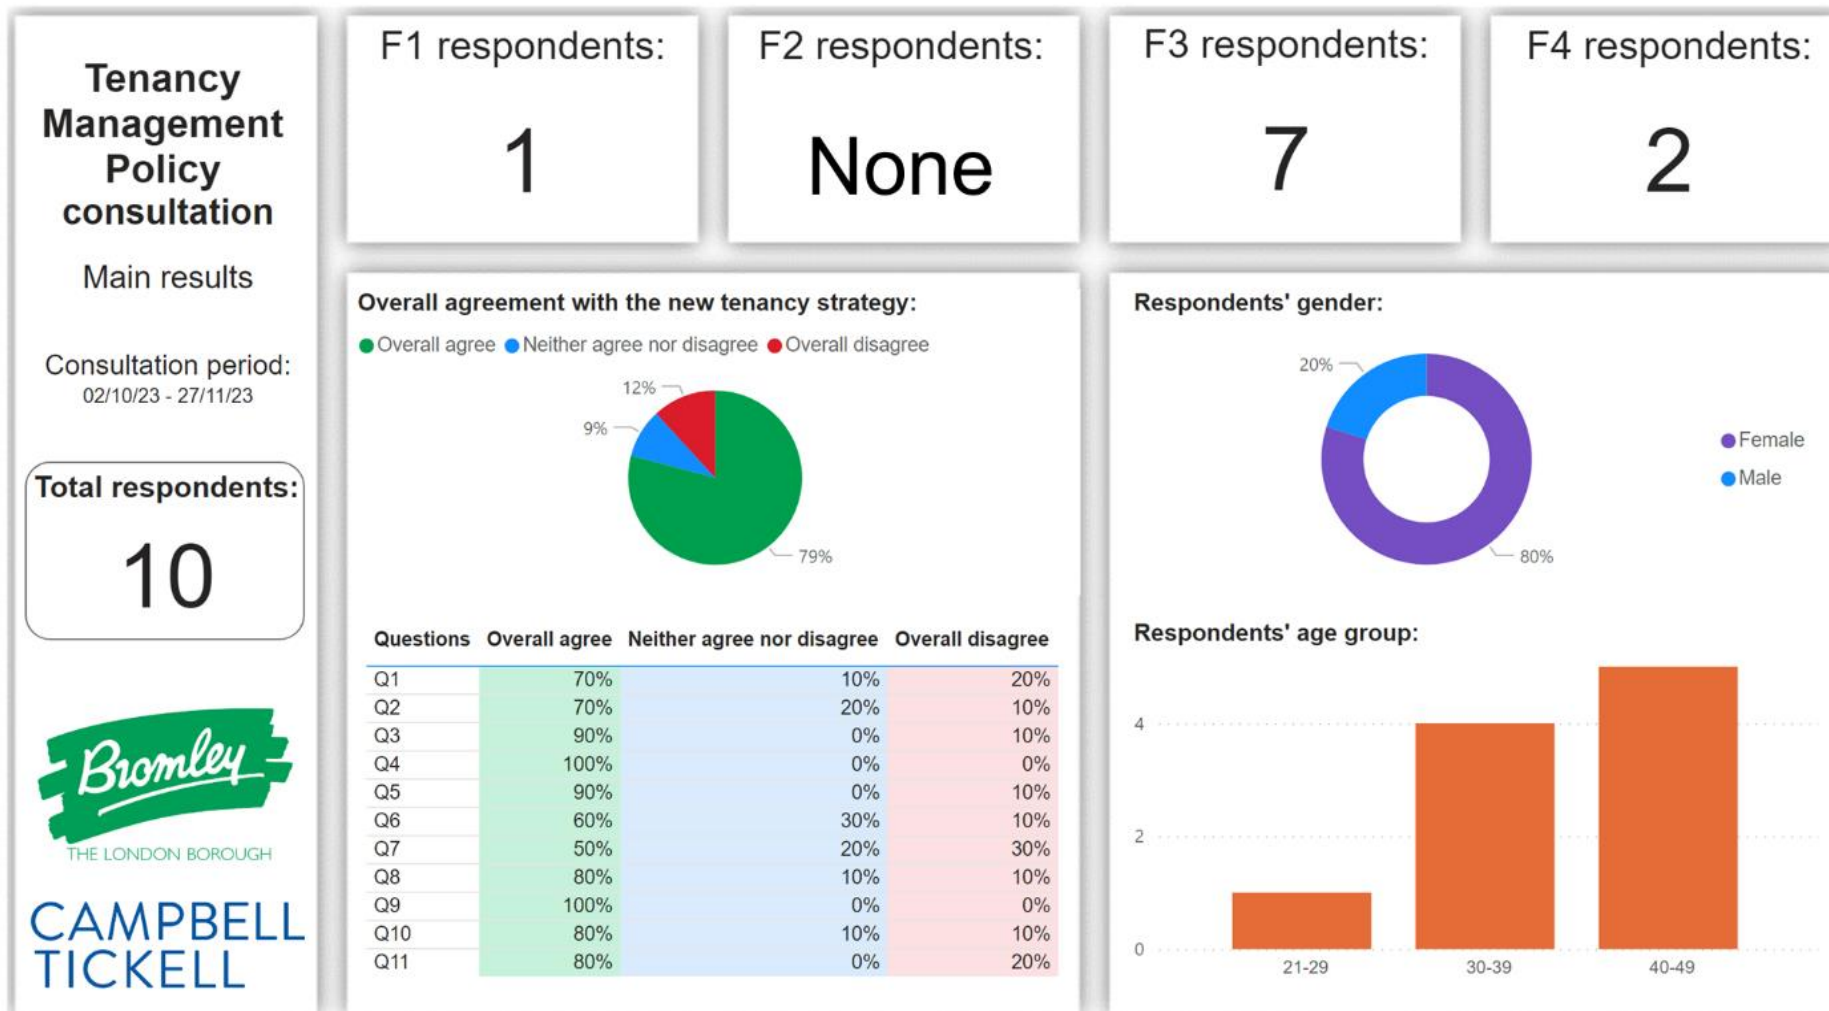 Tenancy
Management
Policy
consultation
Main results
Consultation period:
02/10/23 - 27/11/23
Total respondents:
10
Bromley
THE LONDON BOROUGH
CAMPBELL
TICKELL
F1 respondents:
1
F2 respondents:
None
F3 respondents:
7
F4 respondents:
2
Overall agreement with the new tenancy strategy:
Overall agree Neither agree nor disagree Overall disagree
12%
9%
79%
Questions Overall agree Neither agree nor disagree Overall disagree
Q1 70% 10% 20%
Q2 70% 20% 10%
Q3 90% 0% 10%
Q4 100% 0% 0%
Q5 90% 0% 10%
Q6 60% 30% 10%
Q7 50% 20% 30%
Q8 80% 10% 10%
Q9 100% 0% 0%
Q10 80% 10% 10%
Q11 80% 0% 20%
Respondents' gender:
20%
Female
Male
80%
Respondents' age group:
4
2
0
21-29 30-39 40-49